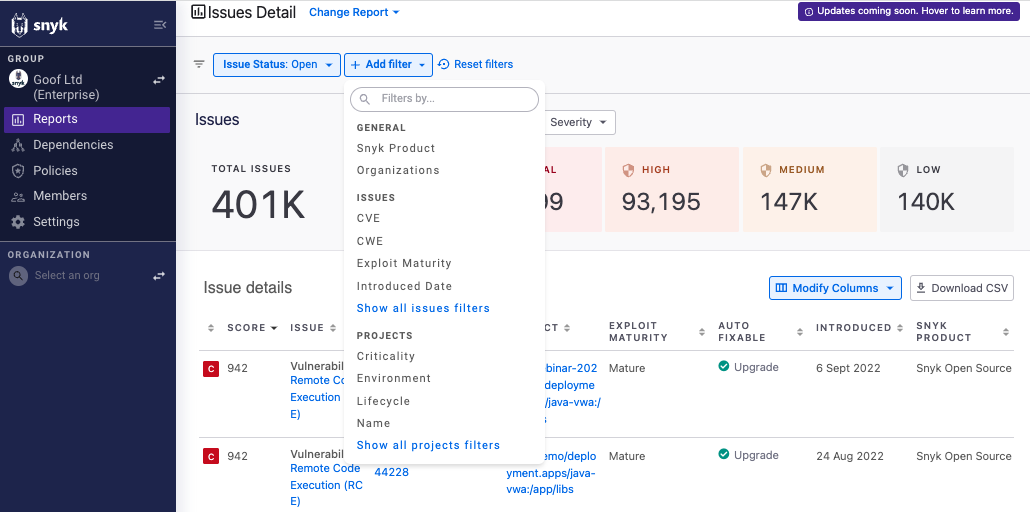 snyk
GROUP
Goof Ltd
(Enterprise)
Reports
Dependencies
Policies
Members
Settings
ORGANIZATION
Select an org
Issues Detail
Change Report
Updates coming soon. Hover to learn more.
Issue Status: Open
+ Add filter
Reset filters
Filters by...
GENERAL
Snyk Product
Organizations
ISSUES
CVE
CWE
Exploit Maturity
Introduced Date
Show all issues filters
PROJECTS
Criticality
Environment
Lifecycle
Name
Show all projects filters
Issues
Severity
TOTAL ISSUES
401K
AL
99
HIGH
93,195
MEDIUM
147K
LOW
140K
Issue details
Modify Columns
Download CSV
SCORE
ISSUE
CT
EXPLOIT
MATURITY
AUTO
FIXABLE
INTRODUCED
SNYK
PRODUCT
C
942
Vulnerabil
Remote Co
Execution (
E)
binar-202
deployme
/java-vwa:/
s
Mature
Upgrade
6 Sept 2022
Snyk Open Source
C
942
Vulnerabil
Remote Code
Execution (RC
E)
44228
emo/deplo
yment.apps/java-
vwa:/app/libs
Mature
Upgrade
24 Aug 2022
Snyk Open Source